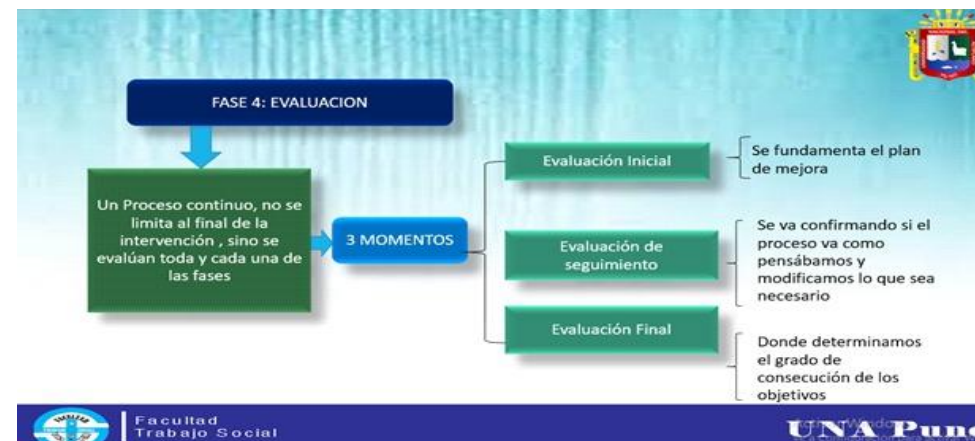 FASE 4: EVALUACION
Un Proceso continuo, no se
limita al final de la
intervención , sino se
evalúan toda y cada una de
las fases
3 MOMENTOS
Evaluación Inicial
Se fundamenta el plan
de mejora
Evaluación de
seguimiento
Se va confirmando si el
proceso va como
pensábamos y
modificamos lo que sea
necesario
Evaluación Final
Donde determinamos
el grado de
consecución de los
objetivos
Facultad
Trabajo Social
UNA Puno